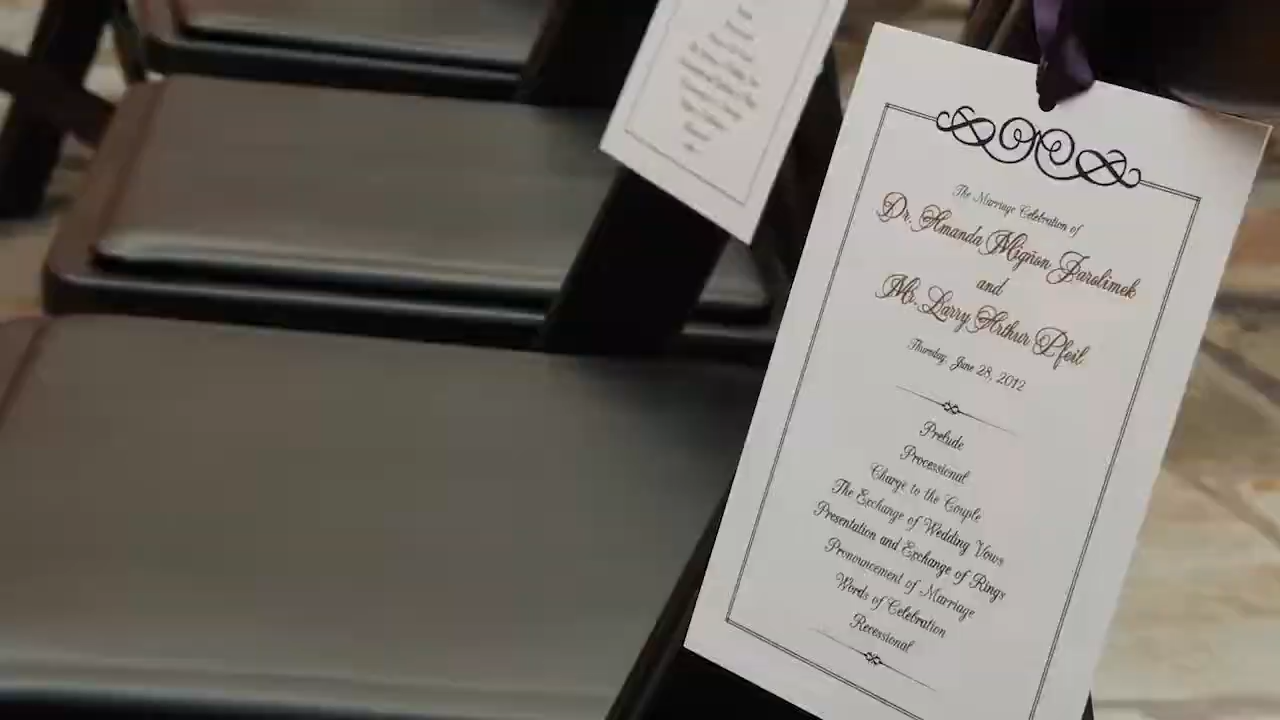 The Marriage Celebration of
Dr. Amanda Mignon Jarolimek
and
Mr. Larry Arthur Pfeil
Thursday, June 28, 2012
Prelude
Processional
Charge to the Couple
The Exchange of Wedding Vows
Presentation and Exchange of Rings
Pronouncement of Marriage
Words of Celebration
Recessional